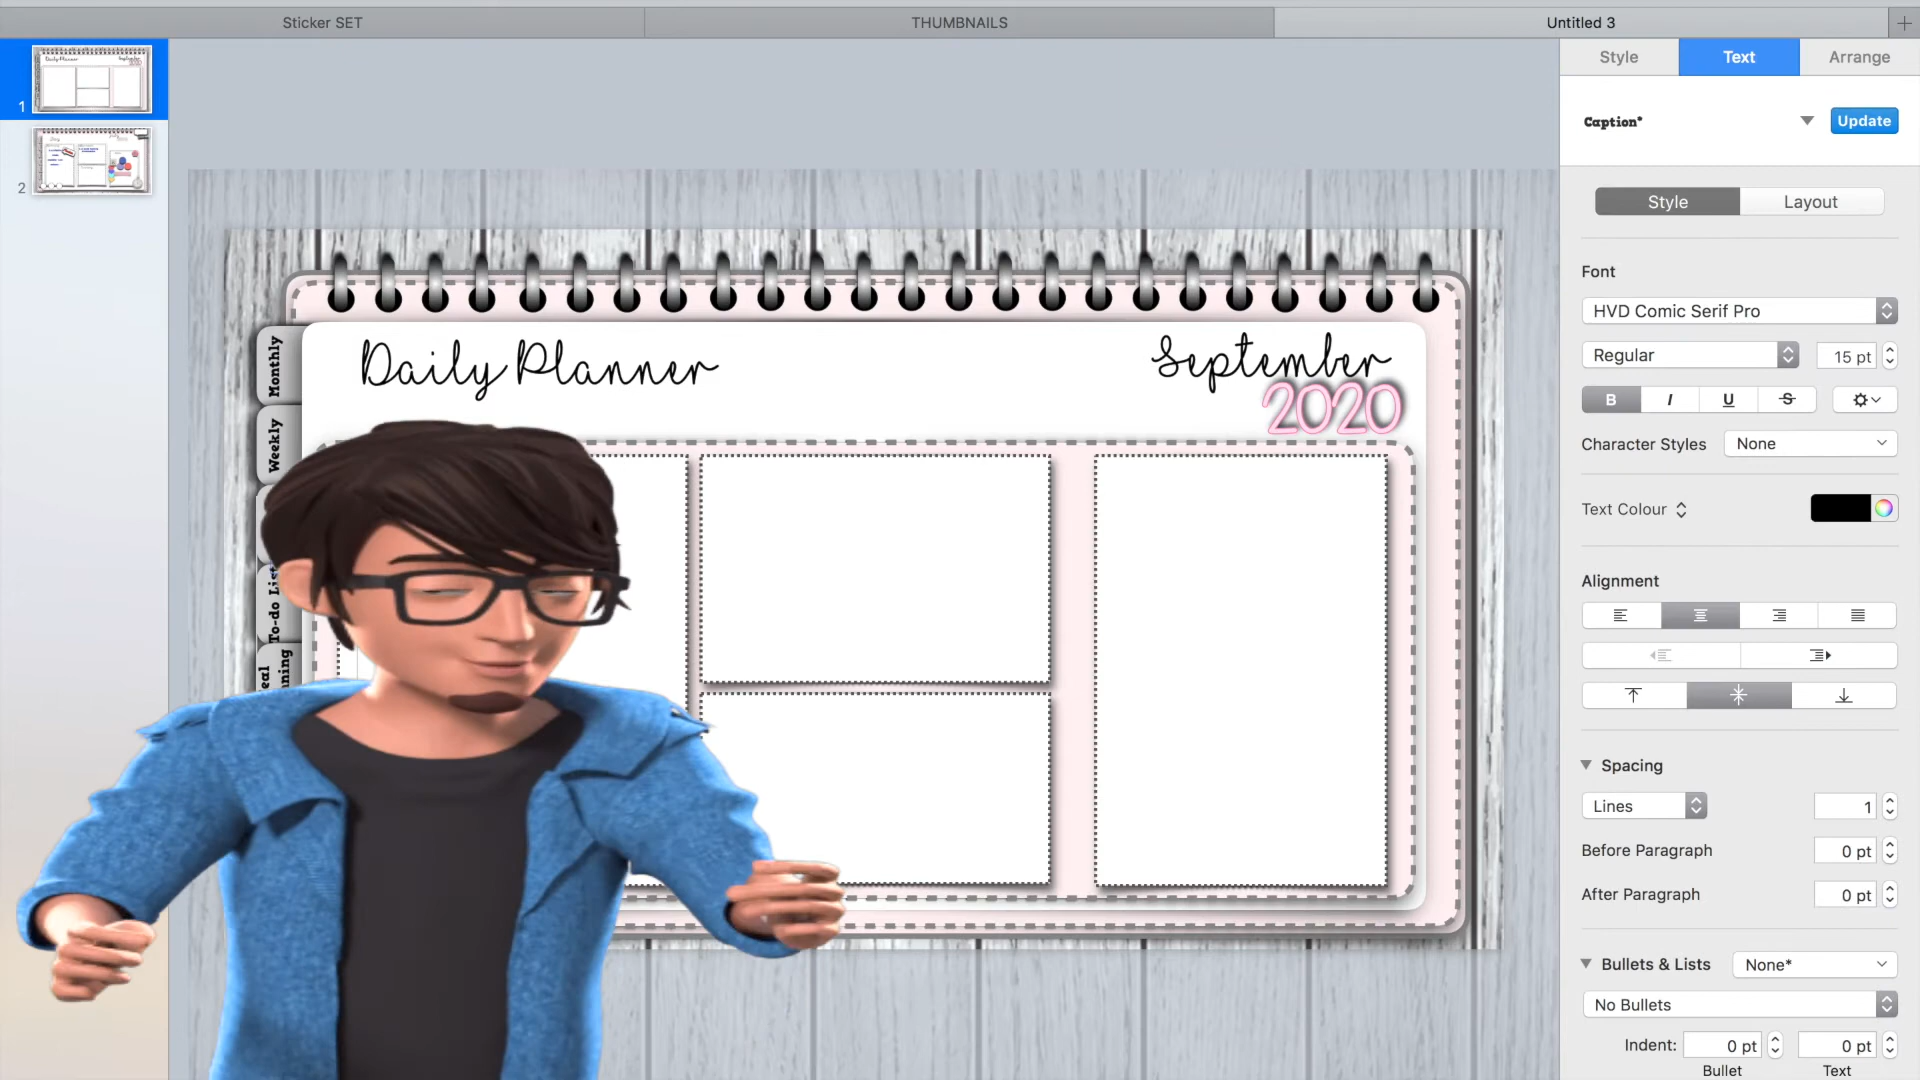 Sticker SET
THUMBNAILS
Untitled 3
Style
Text
Arrange
1
2
Caption*
Update
Style
Layout
Font
HVD Comic Serif Pro
Regular
15 pt
B
I
U
S
Character Styles
None
Text Colour
Alignment
Spacing
Lines
1
Before Paragraph
0 pt
After Paragraph
0 pt
Bullets & Lists
None*
No Bullets
Indent:
0 pt
0 pt
Bullet
Text
Daily Planner
September
2020
Monthly
Weekly
To-do List